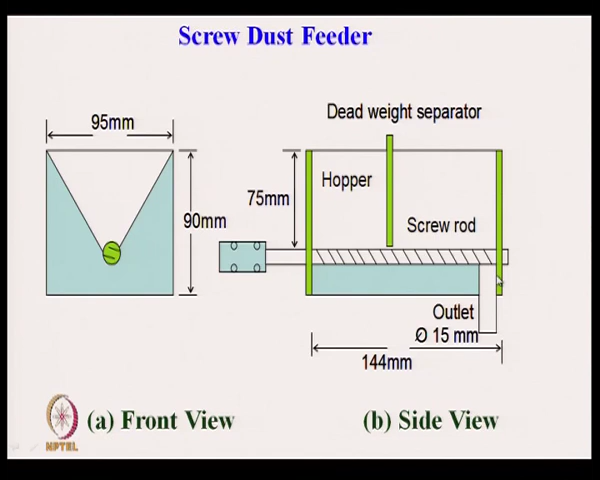 Screw Dust Feeder
95mm
90mm
Dead weight separator
75mm
Hopper
Screw rod
Outlet
Ø 15 mm
144mm
(a) Front View
(b) Side View
NPTEL